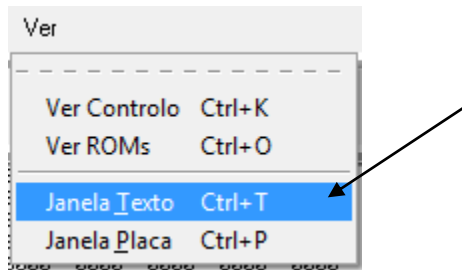 Ver
Ver Controlo Ctrl+K
Ver ROMs Ctrl+O
Janela Texto Ctrl+T
Janela Placa Ctrl+P